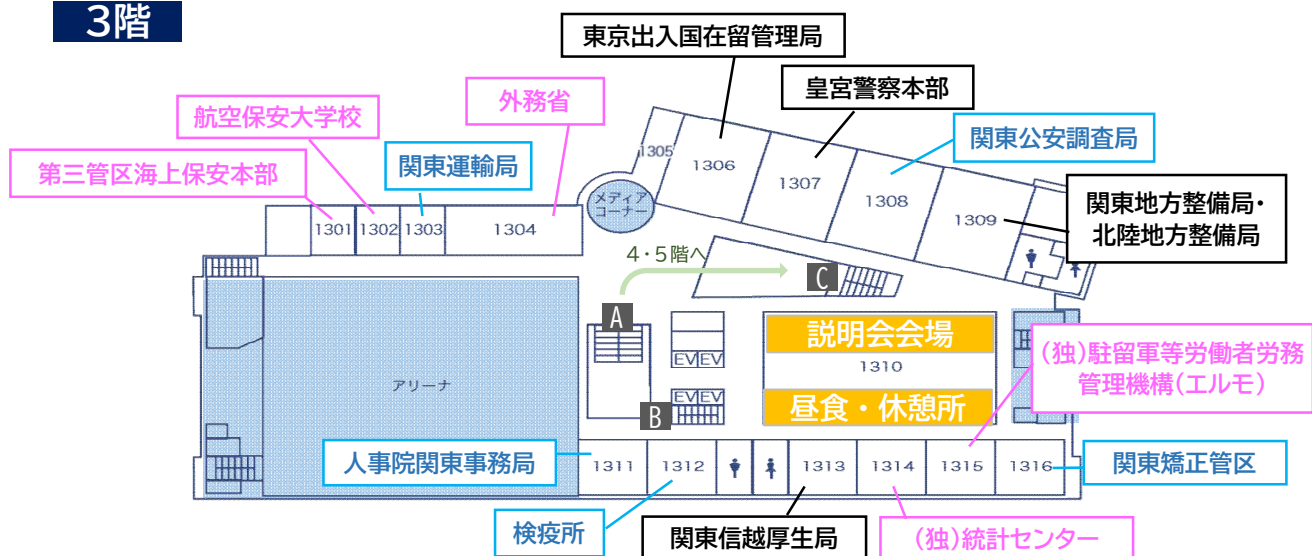 3階
東京出入国在留管理局
皇宮警察本部
外務省
航空保安大学校
関東公安調査局
関東運輸局
第三管区海上保安本部
1305
1306
1307
1308
1309
メディア
コーナー
関東地方整備局・
北陸地方整備局
1301
1302
1303
1304
4・5階へ
C
A
説明会会場
EV
EV
1310
(独)駐留軍等労働者労務
管理機構(エルモ)
アリーナ
EV
EV
昼食・休憩所
B
人事院関東事務局
1311
1312
1313
1314
1315
1316
関東矯正管区
検疫所
関東信越厚生局
(独)統計センター